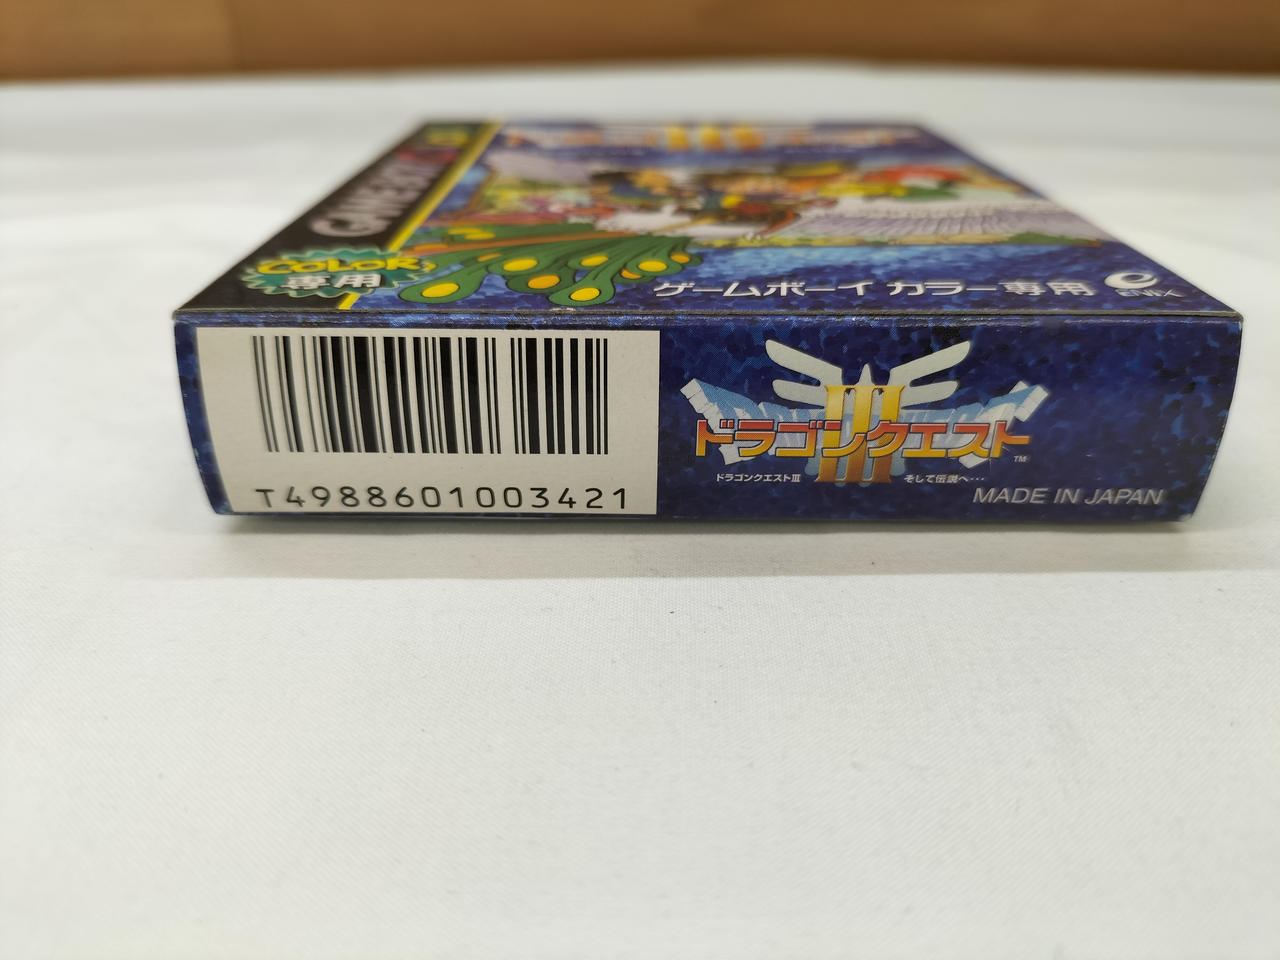 GAMEBOY
COLOR
専用
ゲームボーイ カラー専用
ENIX
T4988601003421
III
ドラゴンクエスト
TM
ドラゴンクエストIII そして伝説へ…
MADE IN JAPAN